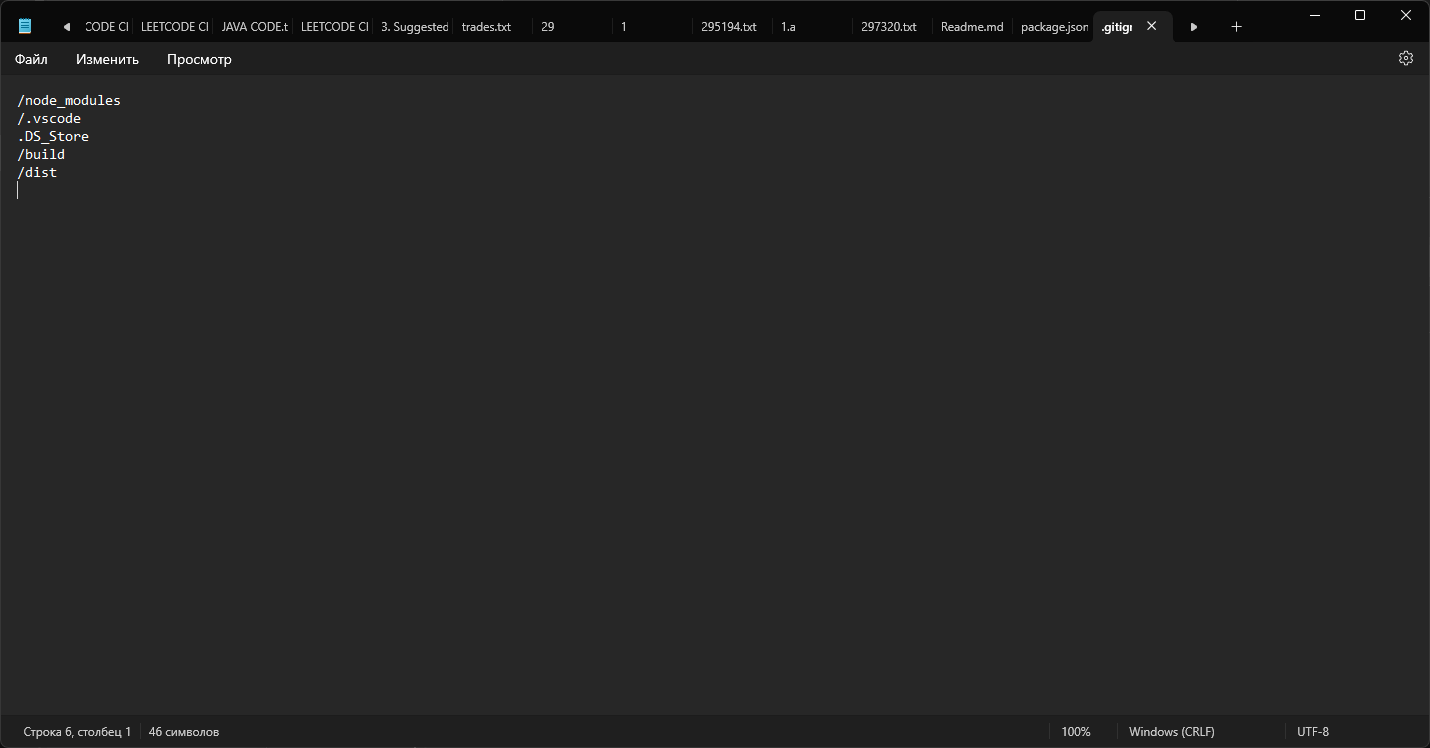 CODE CI LEETCODE CI JAVA CODE.t LEETCODE CI 3. Suggested trades.txt 29 1 295194.txt 1.a 297320.txt Readme.md package.json .gitigı
Файл Изменить Просмотр
/node_modules
/.vscode
.DS_Store
/build
/dist
Строка 6, столбец 1 46 символов 100% Windows (CRLF) UTF-8